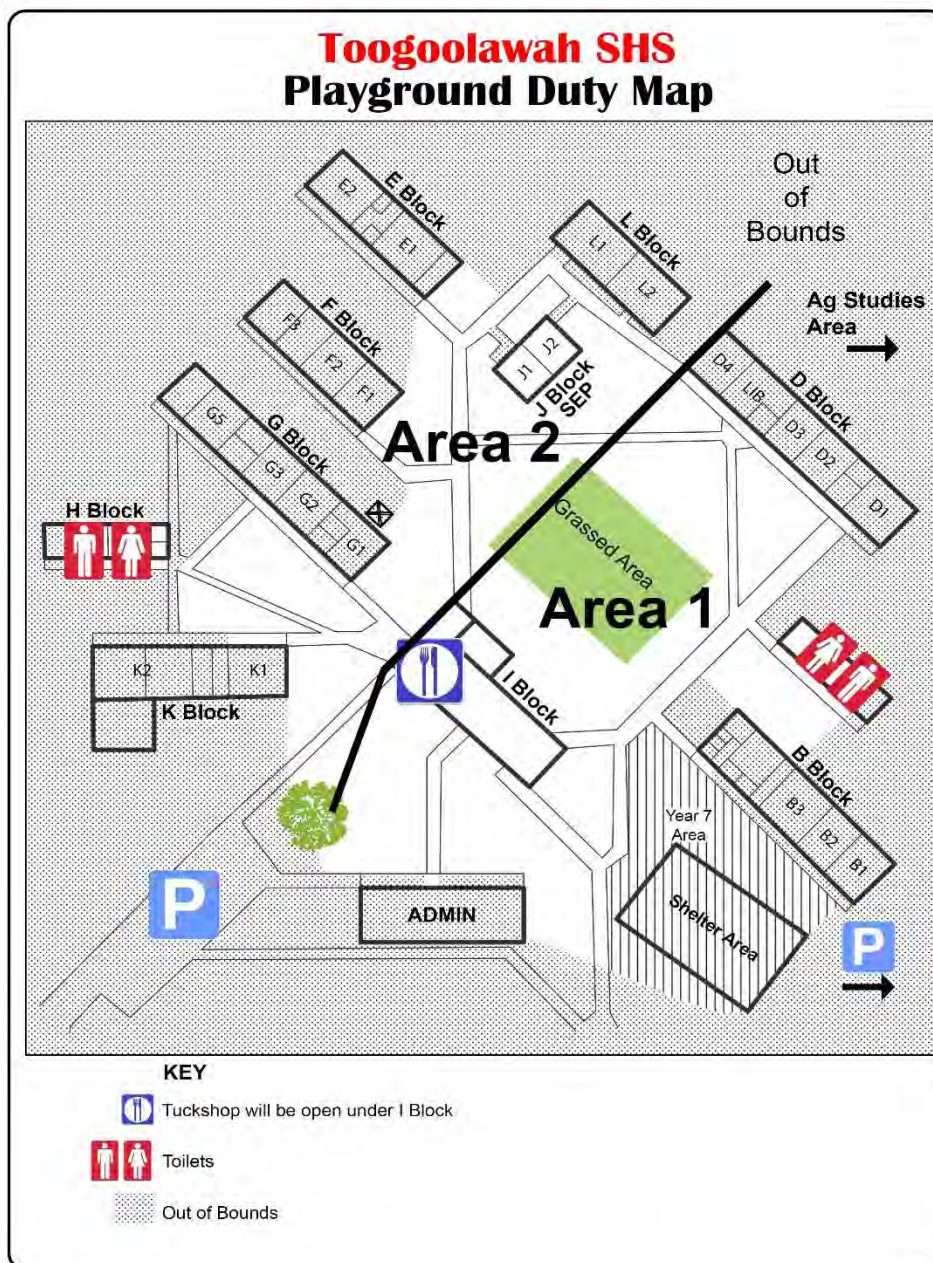 Toogoolawah SHS
Playground Duty Map
Out
of
Bounds
E Block
E2
E1
L Block
L1
L2
Ag Studies
Area
F Block
F3
F2
F1
J2
J1
J Block
SEP
D Block
D4
LIB
D3
D2
D1
G Block
G5
G3
G2
G1
Area 2
Grassed Area
Area 1
H Block
K2
K1
K Block
I Block
B Block
B3
B2
B1
Year 7
Area
Shelter Area
P
ADMIN
P
KEY
Tuckshop will be open under I Block
Toilets
Out of Bounds